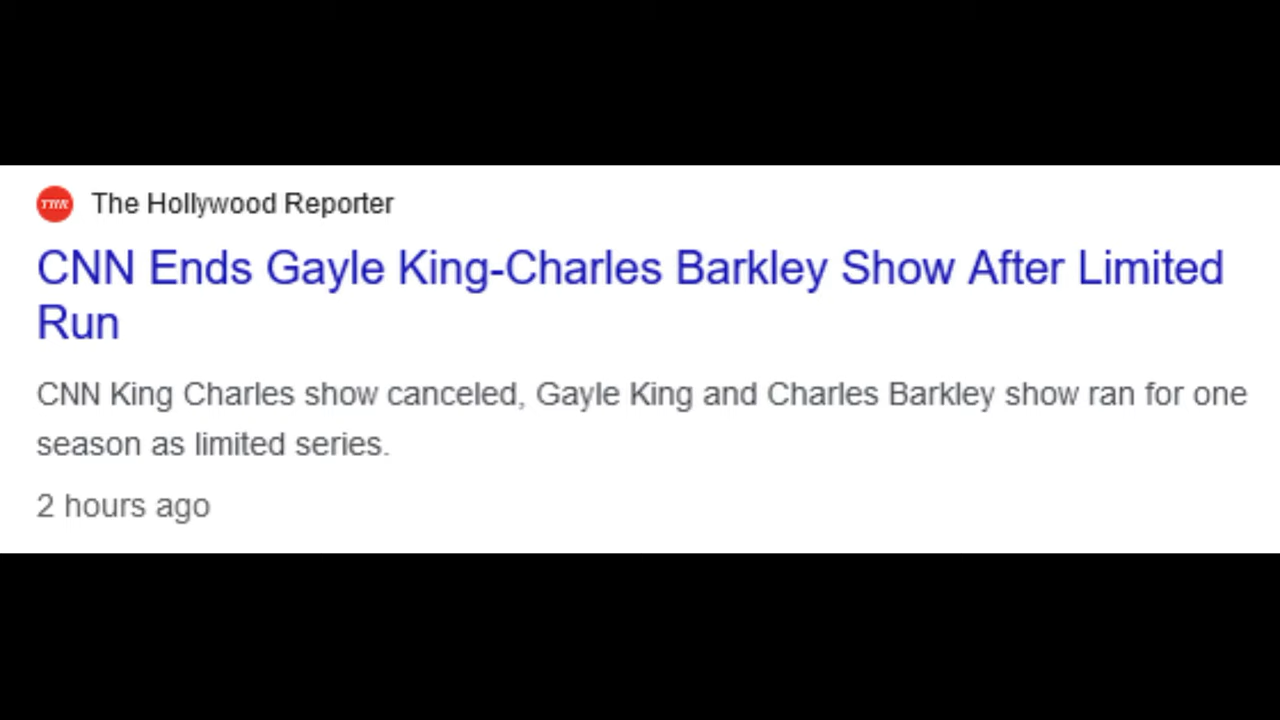 THR
The Hollywood Reporter
CNN Ends Gayle King-Charles Barkley Show After Limited
Run
CNN King Charles show canceled, Gayle King and Charles Barkley show ran for one
season as limited series.
2 hours ago